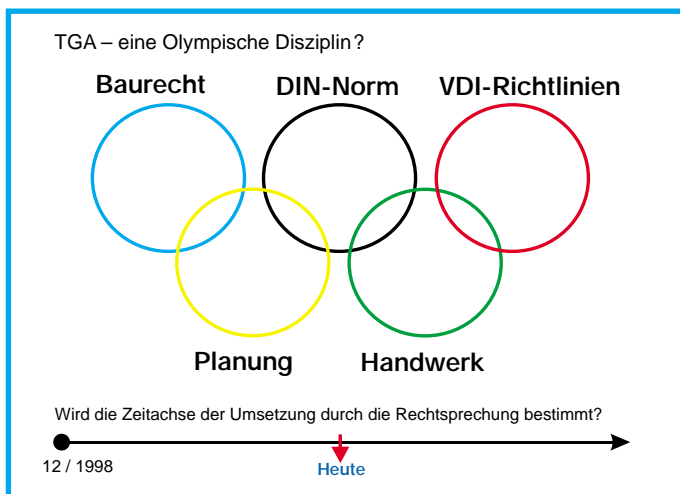 TGA – eine Olympische Disziplin?
Baurecht DIN-Norm VDI-Richtlinien
Planung Handwerk
Wird die Zeitachse der Umsetzung durch die Rechtsprechung bestimmt?
12 / 1998 Heute